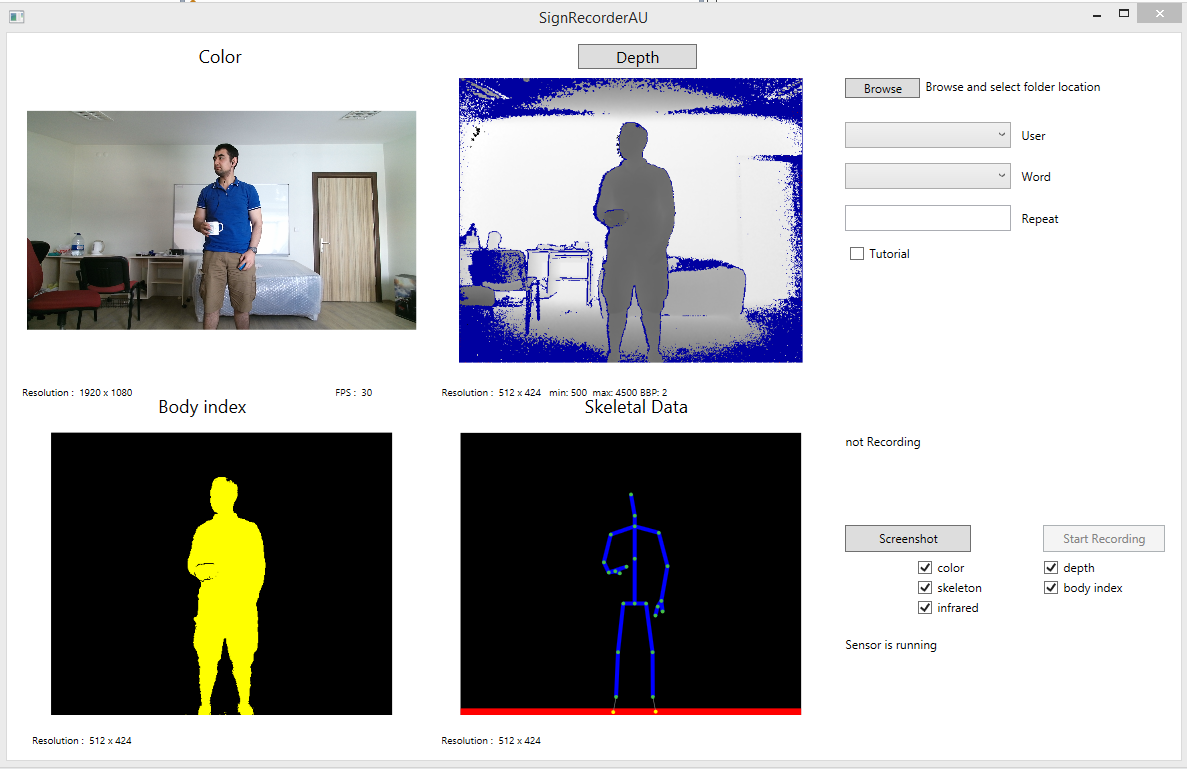 SignRecorderAU
Color
Depth
Browse
Browse and select folder location
User
Word
Repeat
Tutorial
Resolution : 1920 x 1080
FPS : 30
Resolution : 512 x 424 min: 500 max: 4500 BBP: 2
Body index
Skeletal Data
not Recording
Screenshot
Start Recording
color
depth
skeleton
body index
infrared
Sensor is running
Resolution : 512 x 424
Resolution : 512 x 424